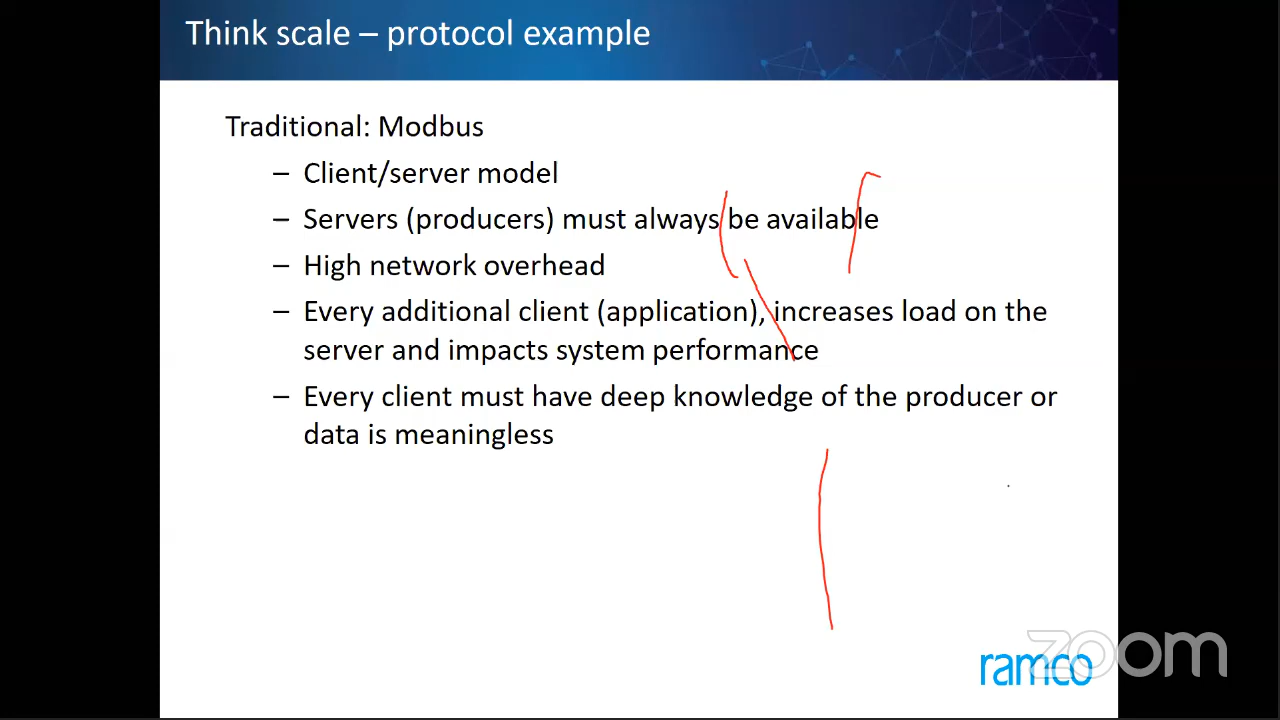 Think scale – protocol example
Traditional: Modbus
– Client/server model
– Servers (producers) must always be available
– High network overhead
– Every additional client (application), increases load on the
server and impacts system performance
– Every client must have deep knowledge of the producer or
data is meaningless
zoom
ramco